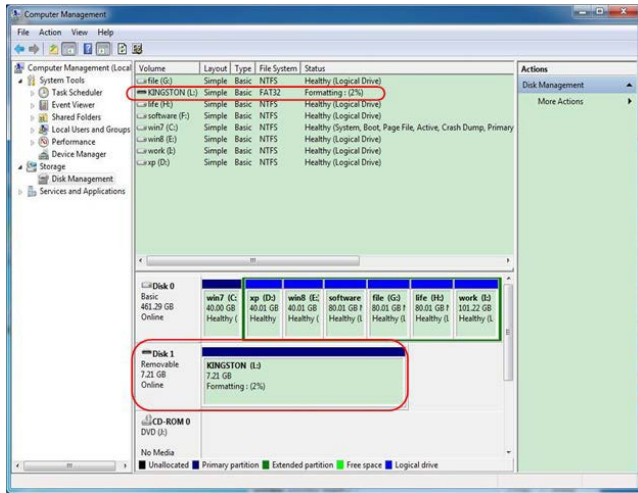 Computer Management
File Action View Help
Computer Management (Local
System Tools
Task Scheduler
Event Viewer
Shared Folders
Local Users and Groups
Performance
Device Manager
Storage
Disk Management
Services and Applications
Volume Layout Type File System Status
file (G:) Simple Basic NTFS Healthy (Logical Drive)
KINGSTON (L:) Simple Basic FAT32 Formatting : (2%)
life (H:) Simple Basic NTFS Healthy (Logical Drive)
software (F:) Simple Basic NTFS Healthy (Logical Drive)
win7 (C:) Simple Basic NTFS Healthy (System, Boot, Page File, Active, Crash Dump, Primary
win8 (E:) Simple Basic NTFS Healthy (Logical Drive)
work (I:) Simple Basic NTFS Healthy (Logical Drive)
xp (D:) Simple Basic NTFS Healthy (Logical Drive)
Actions
Disk Management
More Actions
Disk 0
Basic
461.29 GB
Online
win7 (C: xp (D:) win8 (E: software file (G:) life (H:) work (I:)
40.00 GB 40.01 GB 40.01 GB 80.01 GB 80.01 GB 80.01 GB 101.22 GB
Healthy ( Healthy Healthy ( Healthy (L Healthy (L Healthy (L Healthy (L
Disk 1
Removable
7.21 GB
Online
KINGSTON (L:)
7.21 GB
Formatting : (2%)
CD-ROM 0
DVD (J:)
No Media
Unallocated Primary partition Extended partition Free space Logical drive